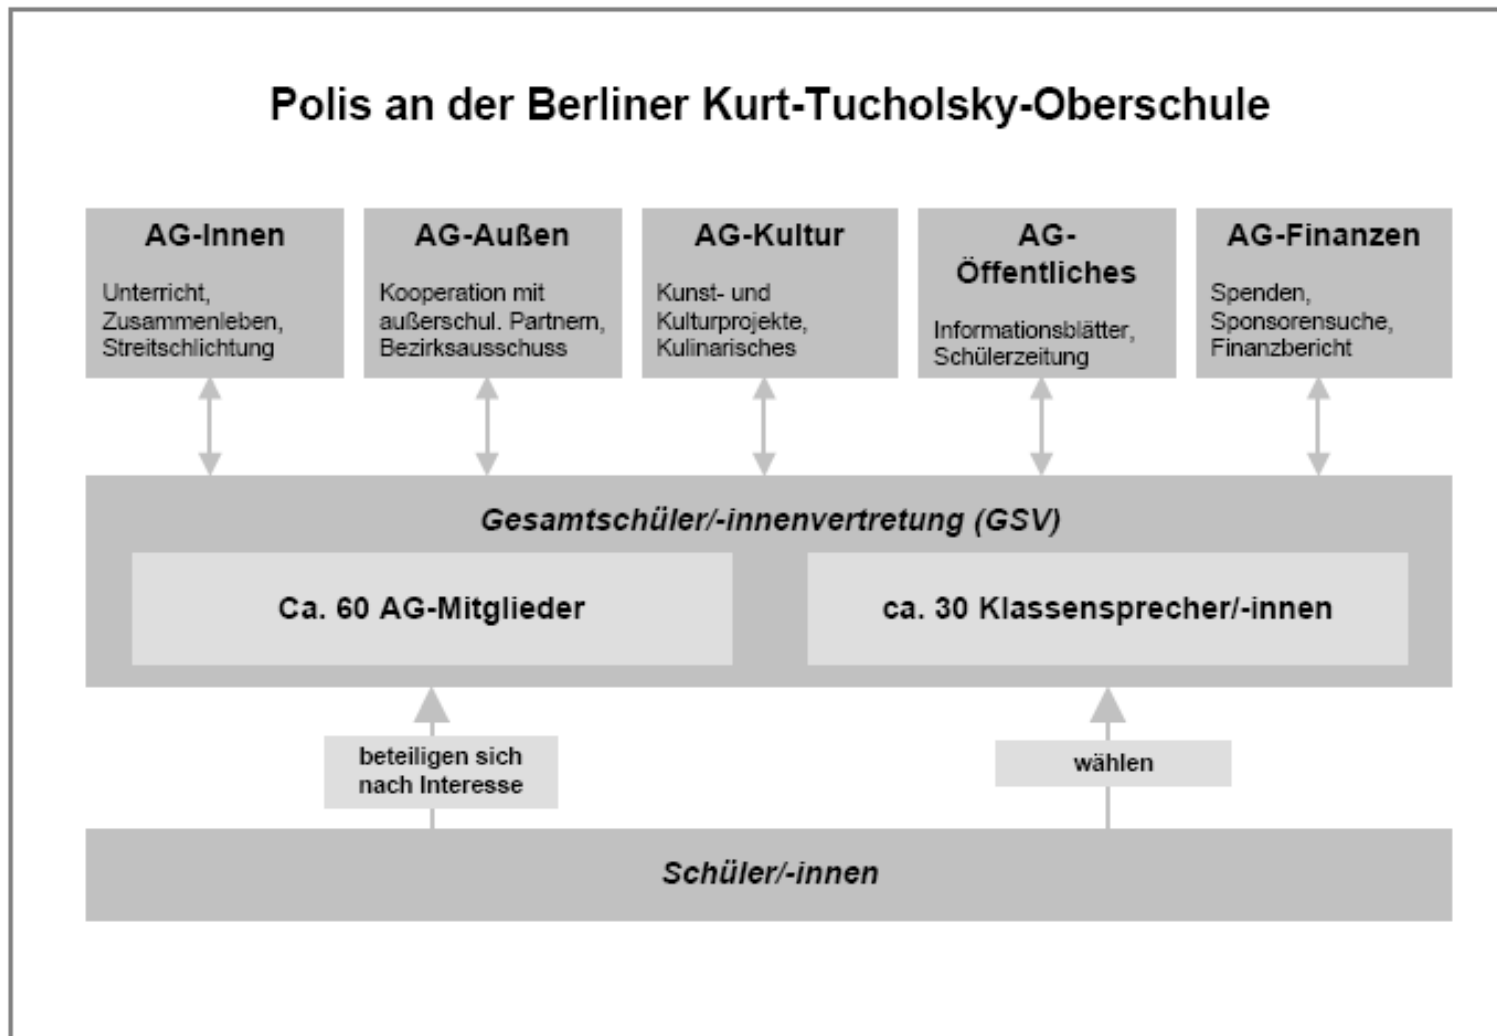 Polis an der Berliner Kurt-Tucholsky-Oberschule
AG-Innen
Unterricht,
Zusammenleben,
Streitschlichtung
AG-Außen
Kooperation mit
außerschul. Partnern,
Bezirksausschuss
AG-Kultur
Kunst- und
Kulturprojekte,
Kulinarisches
AG-
Öffentliches
Informationsblätter,
Schülerzeitung
AG-Finanzen
Spenden,
Sponsorensuche,
Finanzbericht
Gesamtschüler/-innenvertretung (GSV)
Ca. 60 AG-Mitglieder
ca. 30 Klassensprecher/-innen
beteiligen sich
nach Interesse
wählen
Schüler/-innen